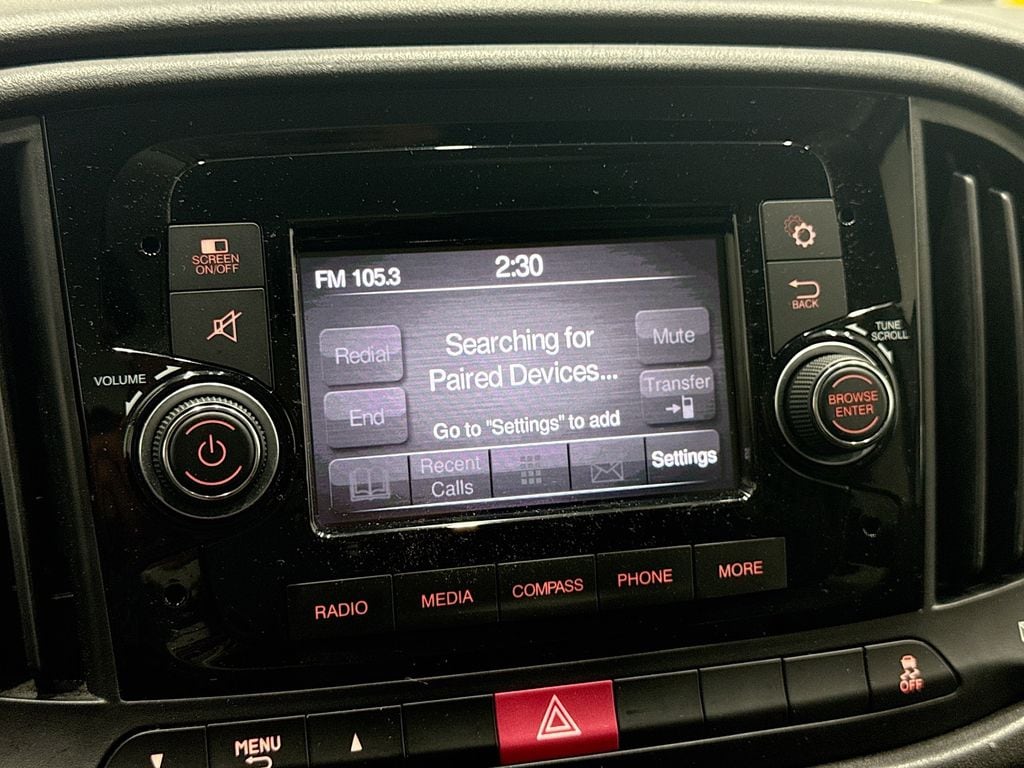 FM 105.3
2:30
SCREEN
ON/OFF
BACK
VOLUME
TUNE
SCROLL
Redial
Searching for
Paired Devices...
Mute
End
Transfer
Go to "Settings" to add
Recent
Calls
Settings
BROWSE
ENTER
RADIO
MEDIA
COMPASS
PHONE
MORE
MENU
OFF